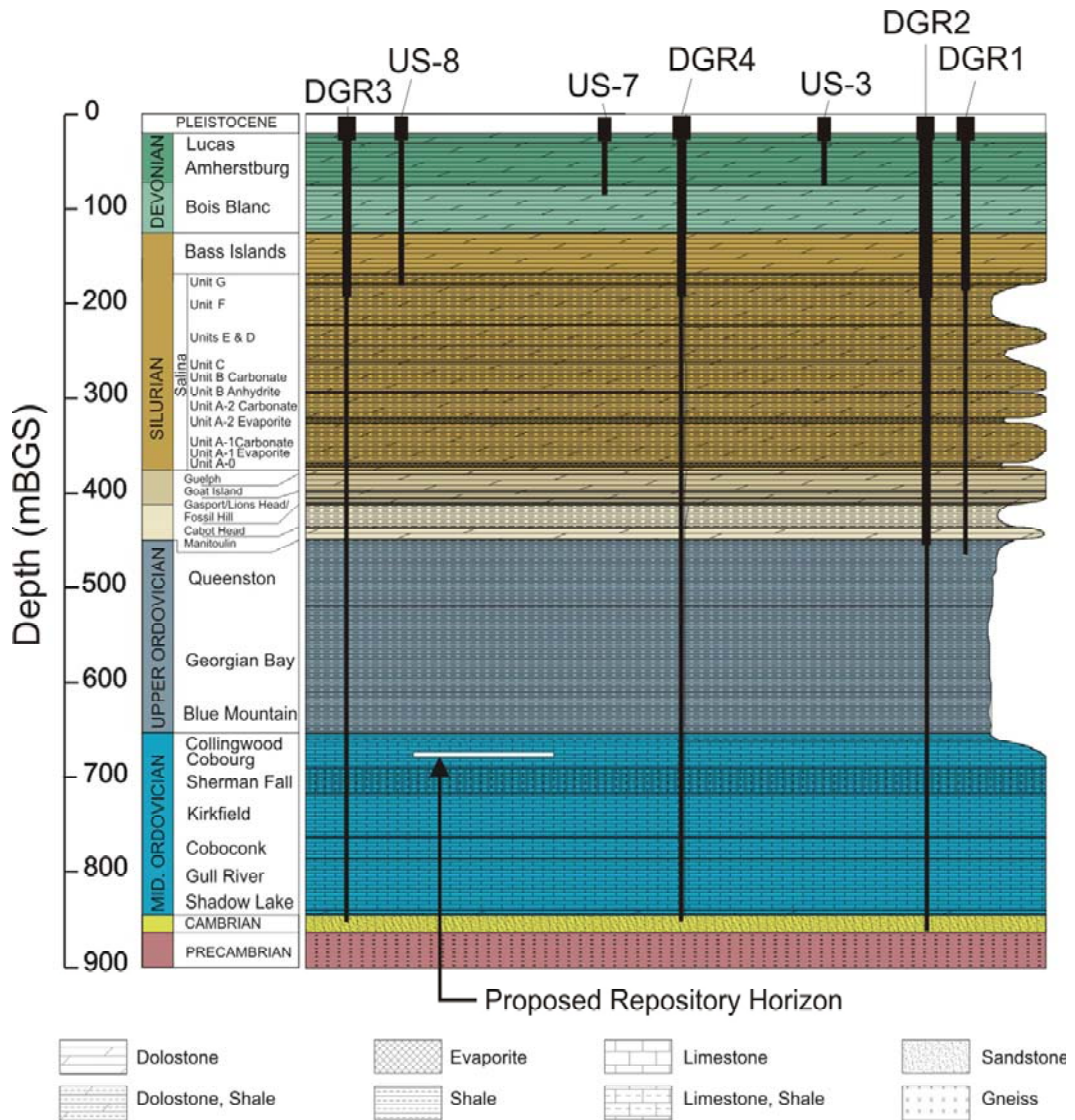 DGR2
US-8
DGR4
DGR1
DGR3
US-7
US-3
Depth (mBGS)
0
100
200
300
400
500
600
700
800
900
PLEISTOCENE
DEVONIAN
Lucas
Amherstburg
Bois Blanc
SILURIAN
Bass Islands
Salina
Unit G
Unit F
Units E & D
Unit C
Unit B Carbonate
Unit B Anhydrite
Unit A-2 Carbonate
Unit A-2 Evaporite
Unit A-1Carbonate
Unit A-1 Evaporite
Unit A-0
Guelph
Goat Island
Gasport/Lions Head/
Fossil Hill
Cabot Head
Manitoulin
UPPER ORDOVICIAN
Queenston
Georgian Bay
Blue Mountain
MID. ORDOVICIAN
Collingwood
Cobourg
Sherman Fall
Kirkfield
Coboconk
Gull River
Shadow Lake
CAMBRIAN
PRECAMBRIAN
Proposed Repository Horizon
Dolostone
Evaporite
Limestone
Sandstone
Dolostone, Shale
Shale
Limestone, Shale
Gneiss